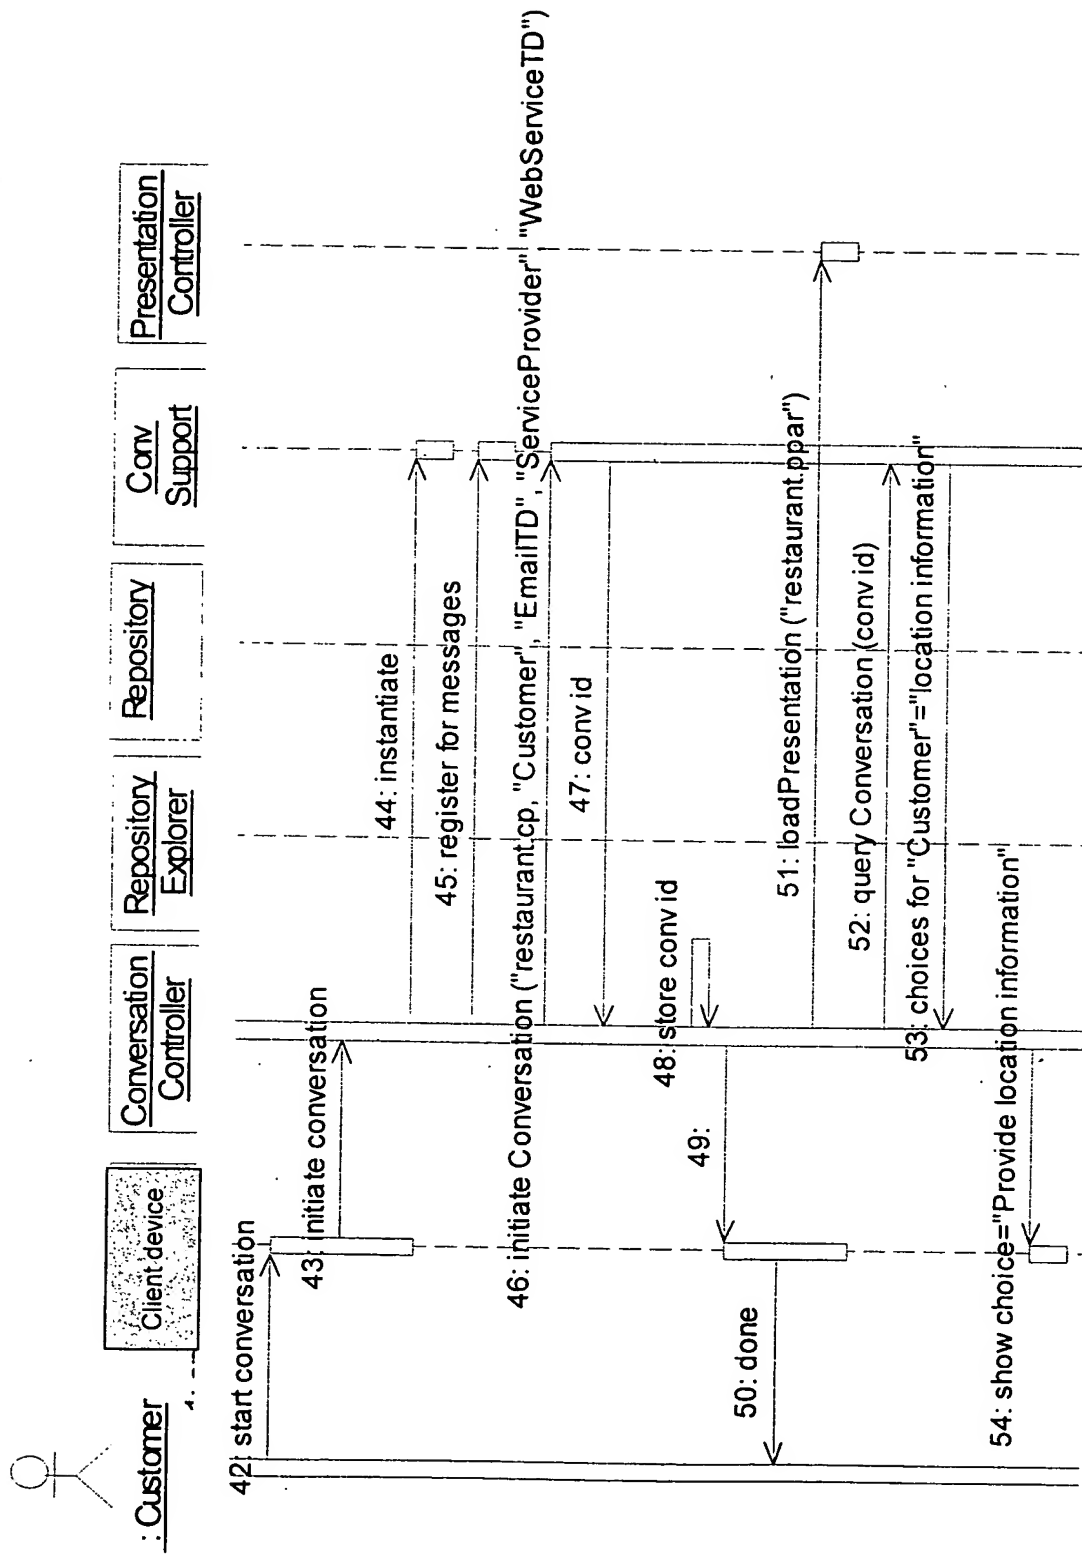 : Customer
Client device
Conversation
Controller
Repository
Explorer
Repository
Conv
Support
Presentation
Controller
42: start conversation
43: initiate conversation
44: instantiate
45: register for messages
46: initiate Conversation ("restaurant.cp, "Customer", "EmailTD", "ServiceProvider" "WebServiceTD")
47: conv id
48: store conv id
49:
50: done
51: loadPresentation ("restaurant.ppar")
52: query Conversation (conv id)
53: choices for "Customer"="location information"
54: show choice="Provide location information"